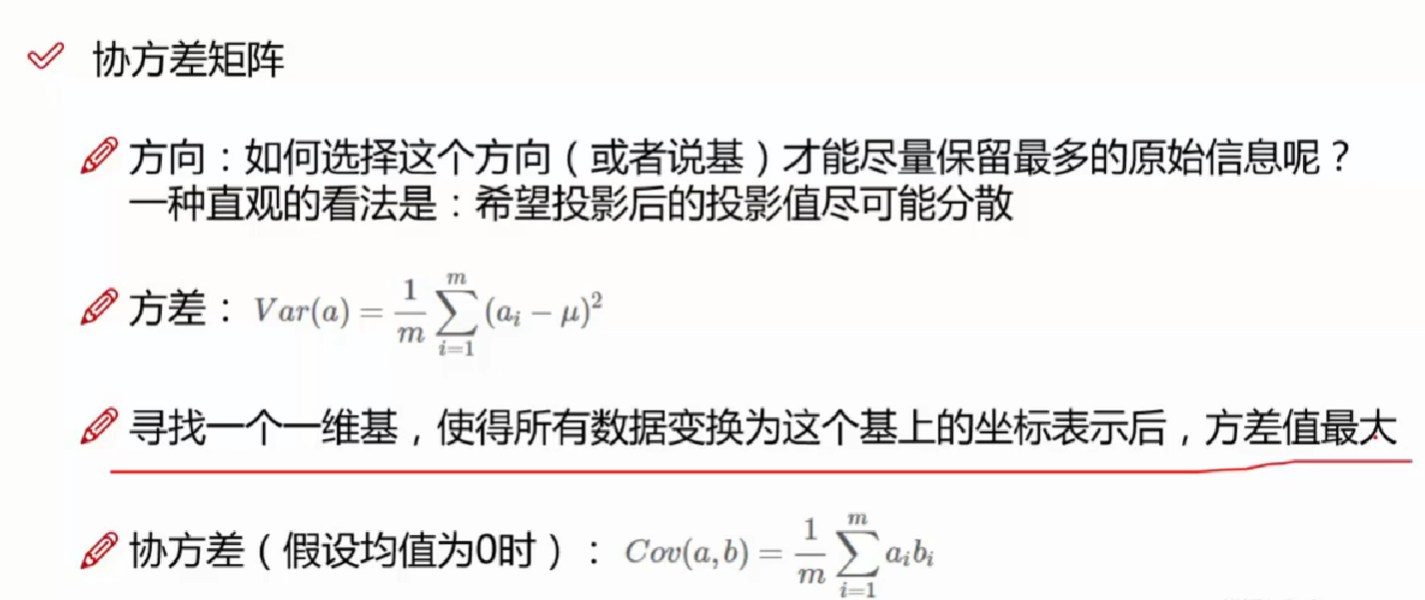 协方差矩阵
方向：如何选择这个方向（或者说基）才能尽量保留最多的原始信息呢？
一种直观的看法是：希望投影后的投影值尽可能分散
方差： Var(a) = \frac{1}{m} \sum_{i=1}^{m} (a_i - μ)^2
寻找一个一维基，使得所有数据变换为这个基上的坐标表示后，方差值最大
协方差（假设均值为0时）： Cov(a,b) = \frac{1}{m} \sum_{i=1}^{m} a_i b_i